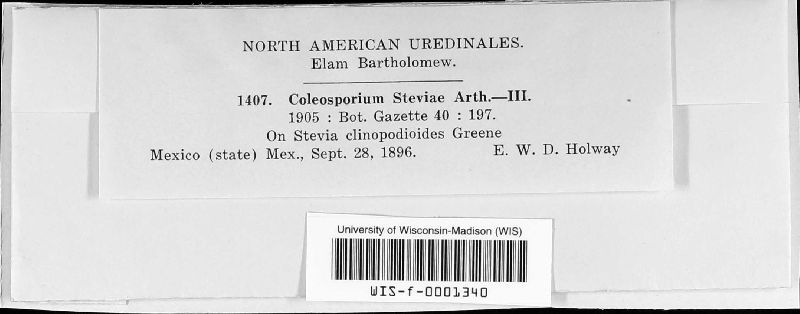 NORTH AMERICAN UREDINALES.
Elam Bartholomew.
1407. Coleosporium Steviae Arth.—III.
1905 : Bot. Gazette 40 : 197.
On Stevia clinopodioides Greene
Mexico (state) Mex., Sept. 28, 1896. E. W. D. Holway
University of Wisconsin-Madison (WIS)
WIS-f-0001340